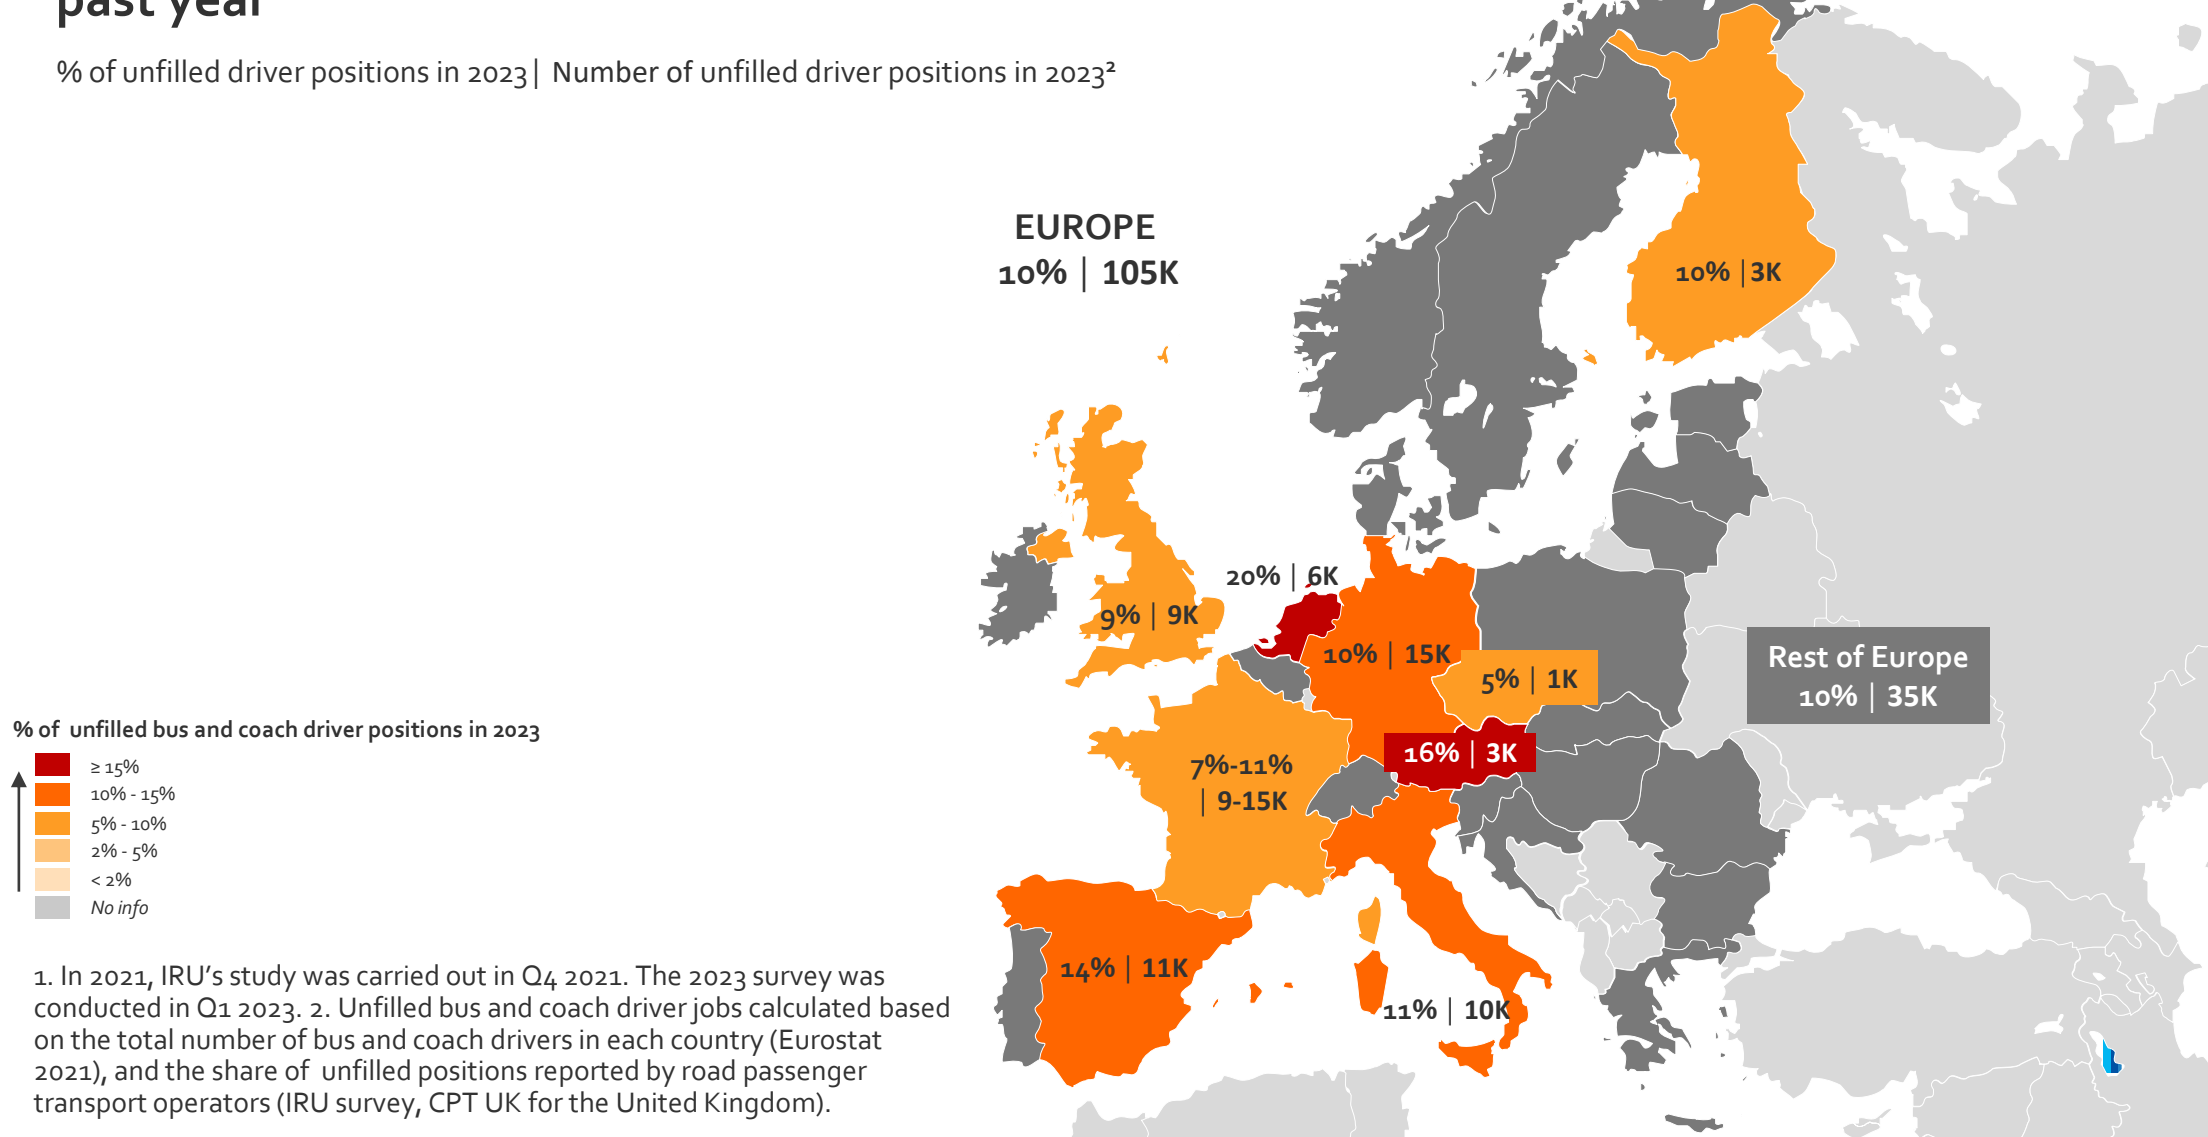 past year
% of unfilled driver positions in 2023| Number of unfilled driver positions in 2023²
EUROPE
10% | 105K
10% |3K
20% | 6K
9% | 9K
10% | 15K
5% | 1K
Rest of Europe
10% | 35K
16% | 3K
7%-11%
| 9-15K
14% | 11K
11% | 10K
% of unfilled bus and coach driver positions in 2023
≥ 15%
10% - 15%
5% - 10%
2% - 5%
< 2%
No info
1. In 2021, IRU’s study was carried out in Q4 2021. The 2023 survey was
conducted in Q1 2023. 2. Unfilled bus and coach driver jobs calculated based
on the total number of bus and coach drivers in each country (Eurostat
2021), and the share of unfilled positions reported by road passenger
transport operators (IRU survey, CPT UK for the United Kingdom).